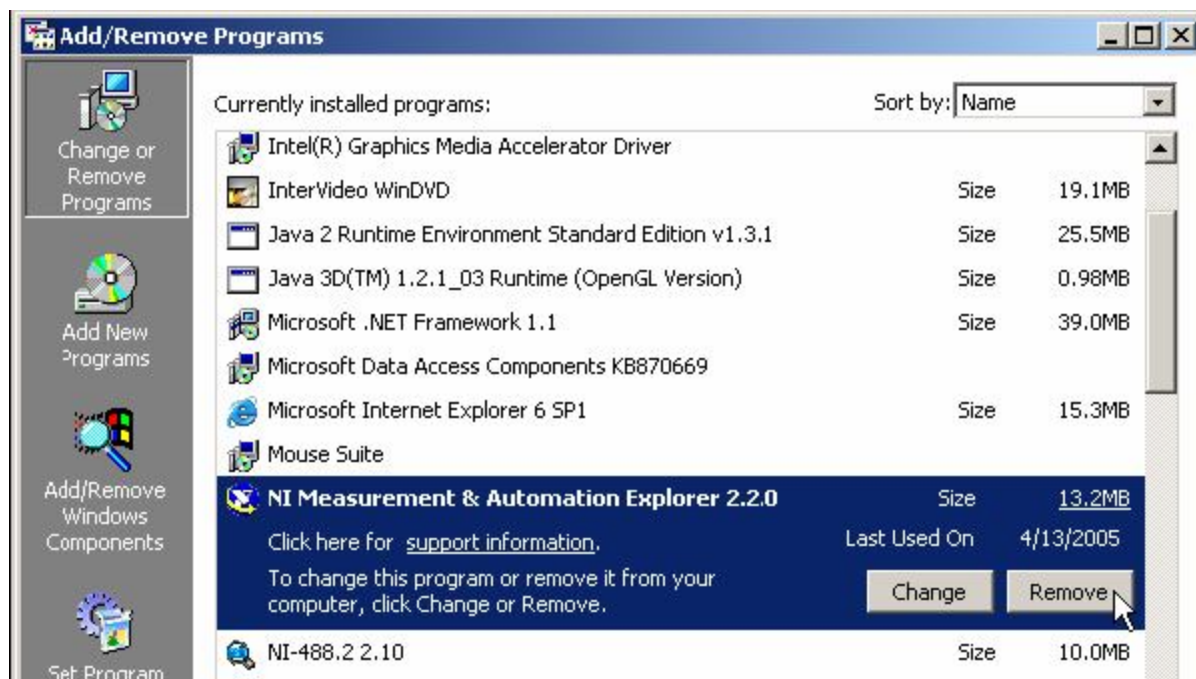 Add/Remove Programs
Change or
Remove
Programs
Add New
Programs
Add/Remove
Windows
Components
Set Program
Currently installed programs:
Sort by: Name
Intel(R) Graphics Media Accelerator Driver
InterVideo WinDVD Size 19.1MB
Java 2 Runtime Environment Standard Edition v1.3.1 Size 25.5MB
Java 3D(TM) 1.2.1_03 Runtime (OpenGL Version) Size 0.98MB
Microsoft .NET Framework 1.1 Size 39.0MB
Microsoft Data Access Components KB870669
Microsoft Internet Explorer 6 SP1 Size 15.3MB
Mouse Suite
NI Measurement & Automation Explorer 2.2.0 Size 13.2MB
Click here for support information. Last Used On 4/13/2005
To change this program or remove it from your
computer, click Change or Remove.
Change Remove
NI-488.2 2.10 Size 10.0MB